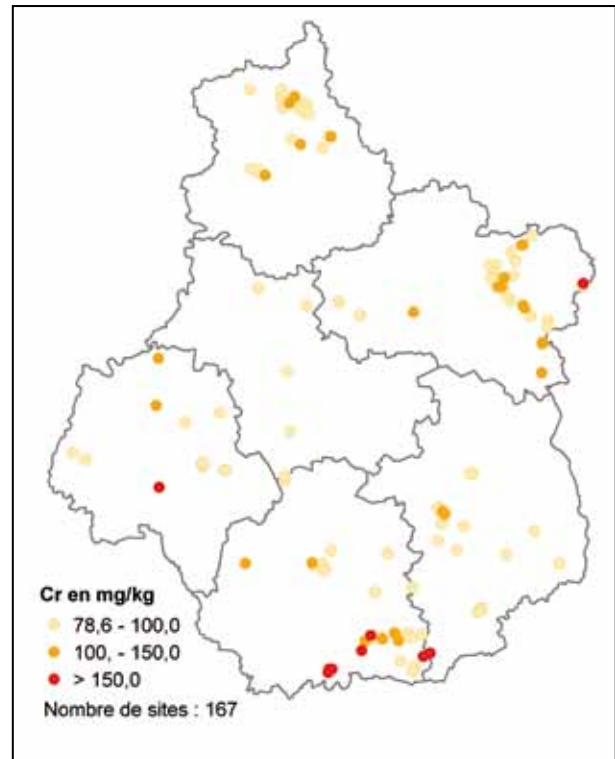 Cr en mg/kg
78,6 - 100,0
100, - 150,0
> 150,0
Nombre de sites : 167